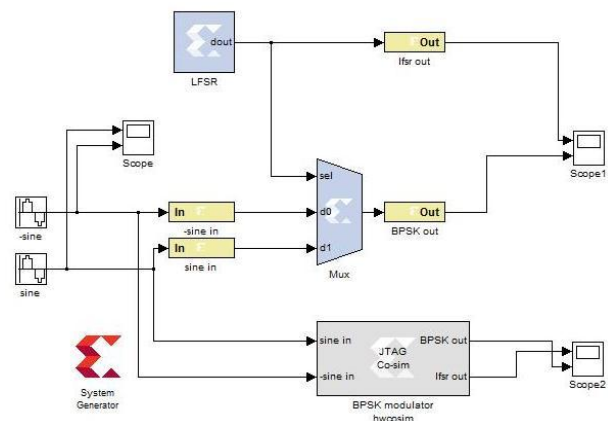 dout
LFSR
Out
lfsr out
Scope
Scope1
sel
d0
d1
Mux
In
-sine in
In
sine in
Out
BPSK out
-sine
sine
System
Generator
sine in
-sine in
JTAG
Co-sim
BPSK out
lfsr out
BPSK modulator
hwcosim
Scope2